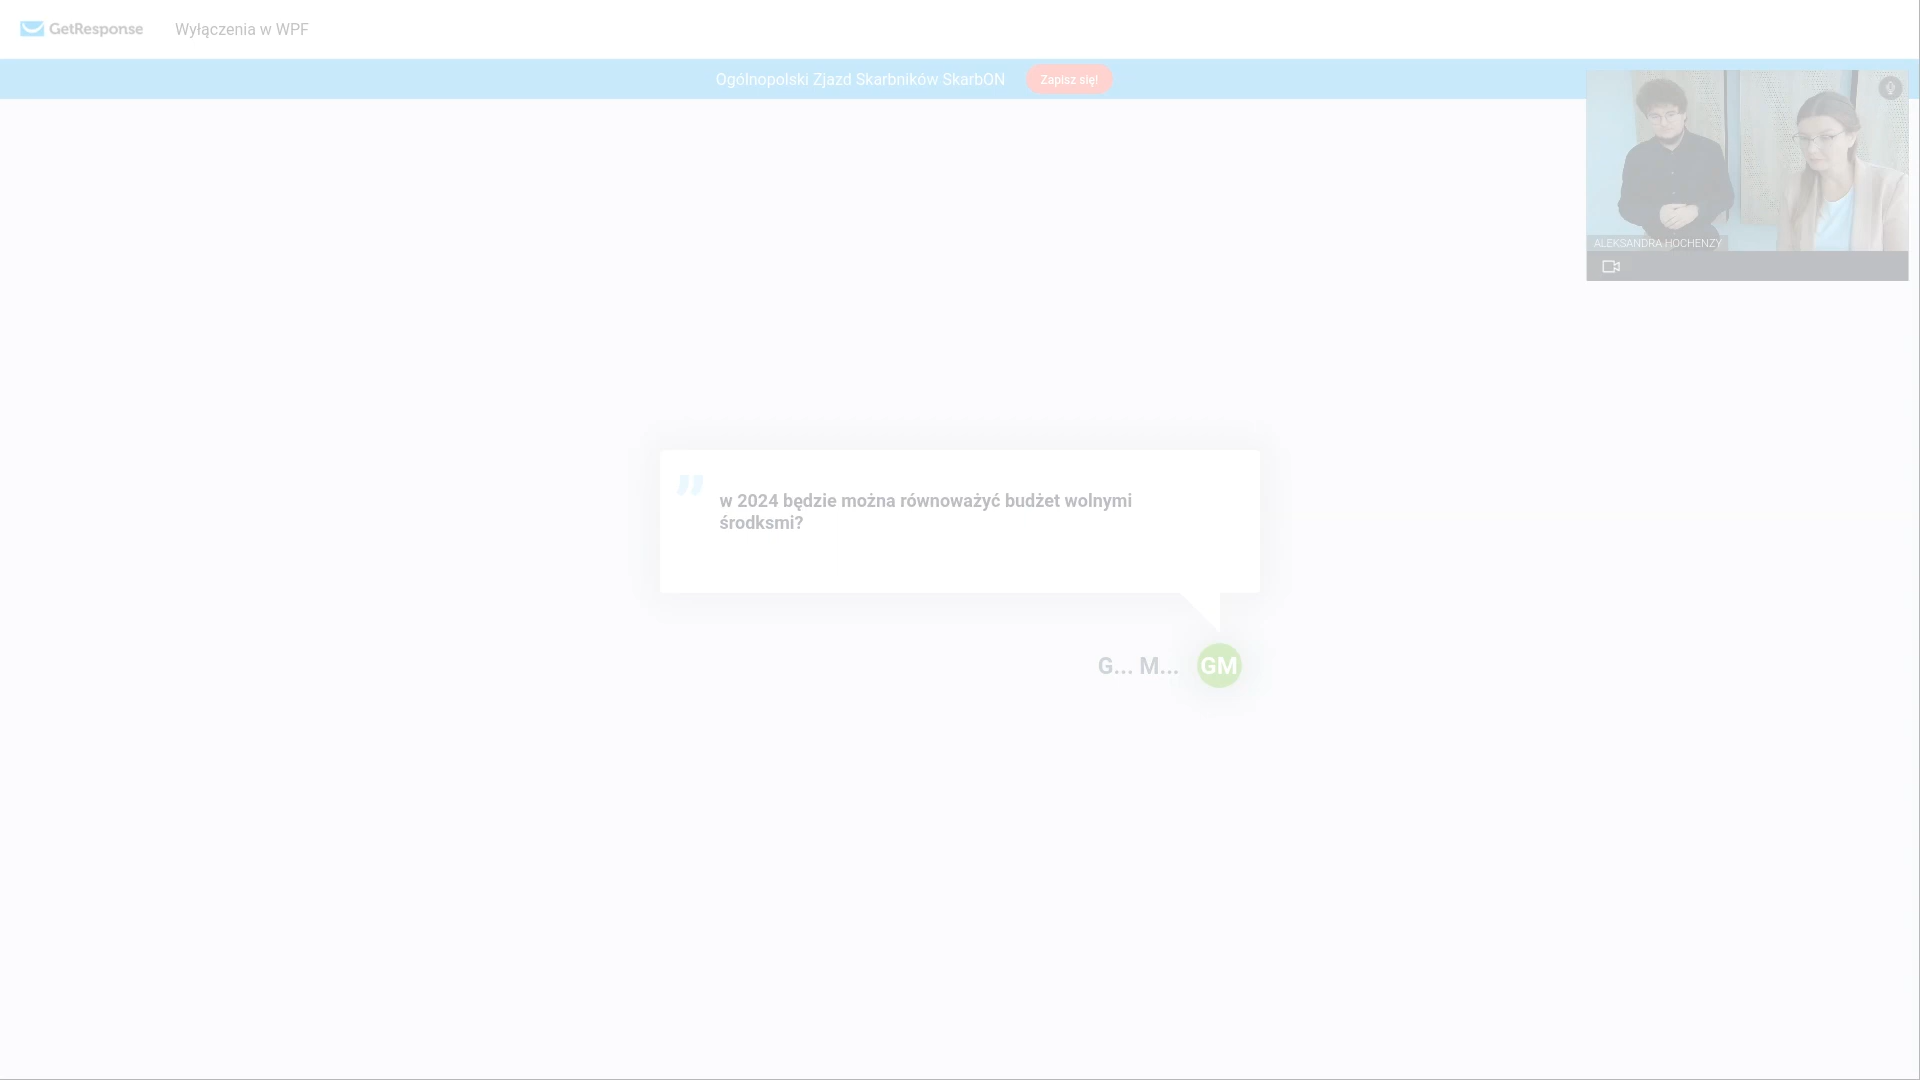 GetResponse
Wyłączenia w WPF
Ogólnopolski Zjazd Skarbników SkarbON
Zapisz się!
ALEKSANDRA HOCHENZY
w 2024 będzie można równoważyć budżet wolnymi
środksmi?
G... M...
GM